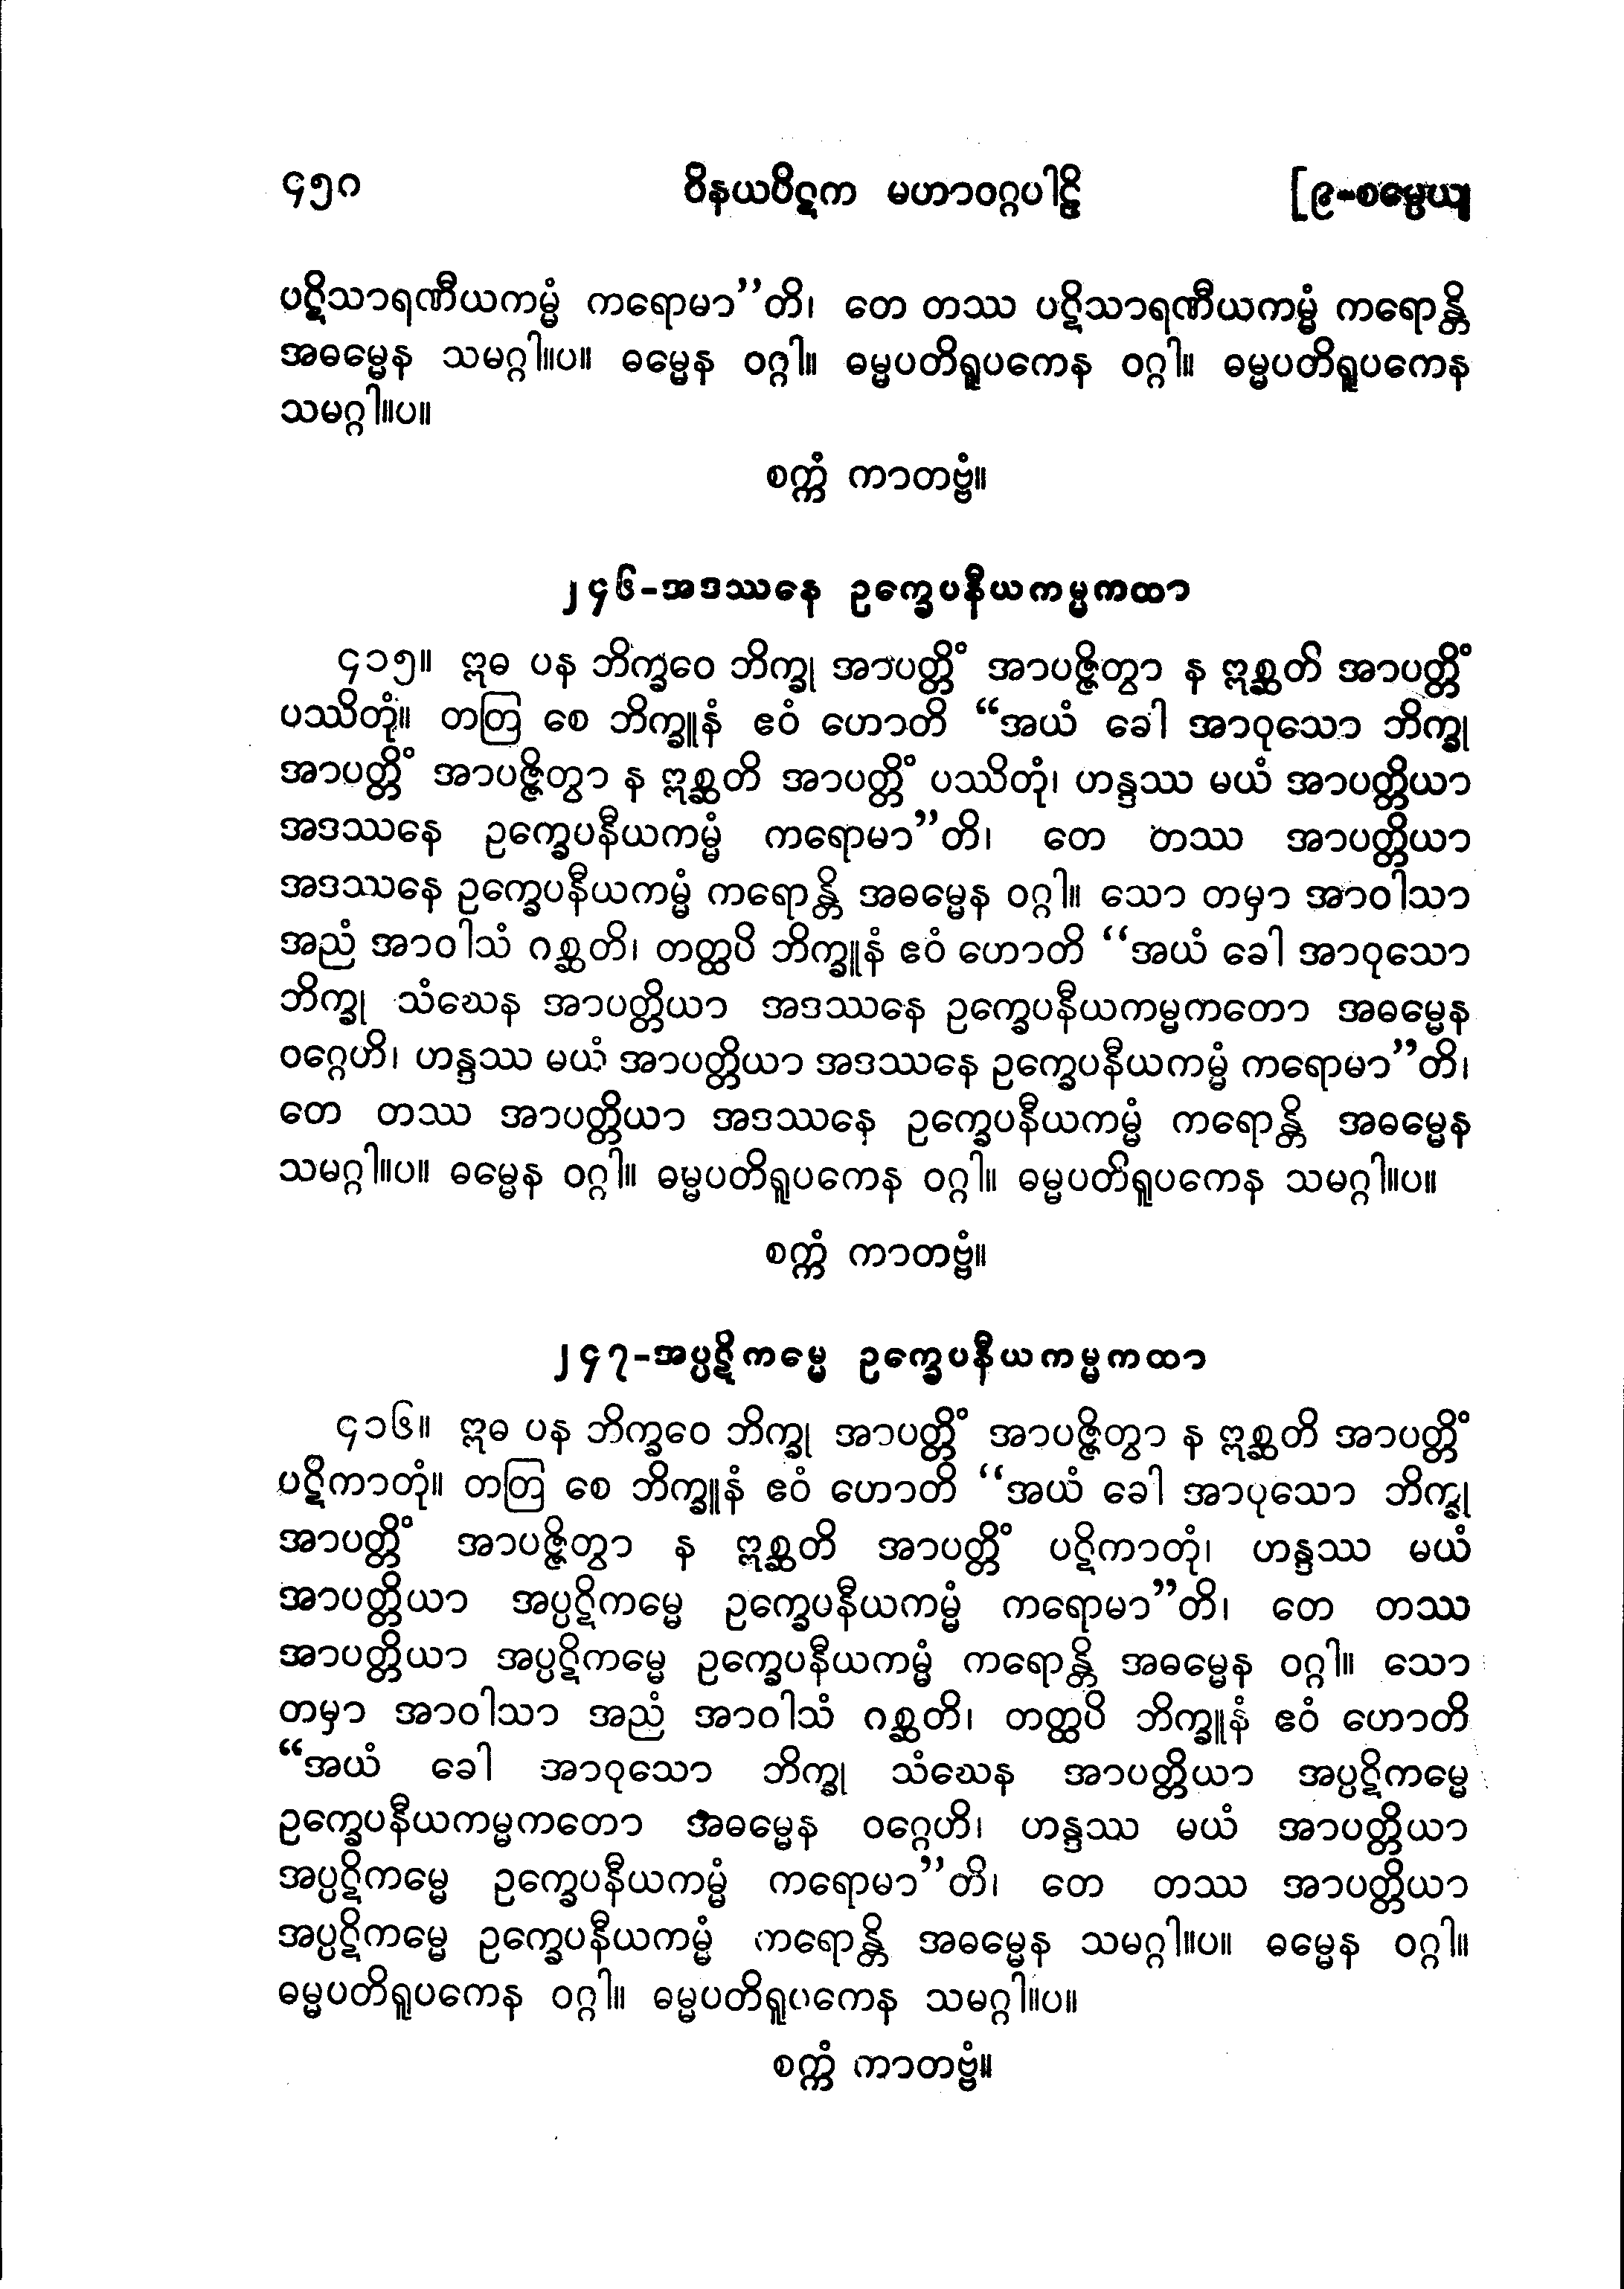 ၄၅၀ ဝိနယပိဋက မဟာဝဂ္ဂပါဠိ [၉-စမ္ပေယျ
ပဋိသာရဏီယကမ္မံ ကရောမာ”တိ၊ တေ တဿ ပဋိသာရဏီယကမ္မံ ကရောန္တိ
အဓမ္မေန သမဂ္ဂါ။ပ။ ဓမ္မေန ဝဂ္ဂါ။ ဓမ္မပတိရူပကေန ဝဂ္ဂါ။ ဓမ္မပတိရူပကေန
သမဂ္ဂါ။ပ။
စက္ကံ ကာတဗ္ဗံ။
၂၄၆-အဒဿနေ ဥက္ခေပနီယကမ္မကထာ
၄၁၅။ ဣဓ ပန ဘိက္ခဝေ ဘိက္ခု အာပတ္တိံ အာပဇ္ဇိတွာ န ဣစ္ဆတိ အာပတ္တိံ
ပဿိတုံ။ တတြ စေ ဘိက္ခူနံ ဧဝံ ဟောတိ “အယံ ခေါ အာဝုသော ဘိက္ခု
အာပတ္တိံ အာပဇ္ဇိတွာ န ဣစ္ဆတိ အာပတ္တိံ ပဿိတုံ၊ ဟန္ဒဿ မယံ အာပတ္တိယာ
အဒဿနေ ဥက္ခေပနီယကမ္မံ ကရောမာ”တိ၊ တေ တဿ အာပတ္တိယာ
အဒဿနေ ဥက္ခေပနီယကမ္မံ ကရောန္တိ အဓမ္မေန ဝဂ္ဂါ။ သော တမှာ အာဝါသာ
အညံ အာဝါသံ ဂစ္ဆတိ၊ တတ္ထပိ ဘိက္ခူနံ ဧဝံ ဟောတိ “အယံ ခေါ အာဝုသော
ဘိက္ခု သံဃေန အာပတ္တိယာ အဒဿနေ ဥက္ခေပနီယကမ္မကတော အဓမ္မေန
ဝဂ္ဂေဟိ၊ ဟန္ဒဿ မယံ အာပတ္တိယာ အဒဿနေ ဥက္ခေပနီယကမ္မံ ကရောမာ”တိ၊
တေ တဿ အာပတ္တိယာ အဒဿနေ ဥက္ခေပနီယကမ္မံ ကရောန္တိ အဓမ္မေန
သမဂ္ဂါ။ပ။ ဓမ္မေန ဝဂ္ဂါ။ ဓမ္မပတိရူပကေန ဝဂ္ဂါ။ ဓမ္မပတိရူပကေန သမဂ္ဂါ။ပ။
စက္ကံ ကာတဗ္ဗံ။
၂၄၇-အပ္ပဋိကမ္မေ ဥက္ခေပနီယကမ္မကထာ
၄၁၆။ ဣဓ ပန ဘိက္ခဝေ ဘိက္ခု အာပတ္တိံ အာပဇ္ဇိတွာ န ဣစ္ဆတိ အာပတ္တိံ
ပဋိကာတုံ။ တတြ စေ ဘိက္ခူနံ ဧဝံ ဟောတိ “အယံ ခေါ အာပုသော ဘိက္ခု
အာပတ္တိံ အာပဇ္ဇိတွာ န ဣစ္ဆတိ အာပတ္တိံ ပဋိကာတုံ၊ ဟန္ဒဿ မယံ
အာပတ္တိယာ အပ္ပဋိကမ္မေ ဥက္ခေပနီယကမ္မံ ကရောမာ”တိ၊ တေ တဿ
အာပတ္တိယာ အပ္ပဋိကမ္မေ ဥက္ခေပနီယကမ္မံ ကရောန္တိ အဓမ္မေန ဝဂ္ဂါ။ သော
တမှာ အာဝါသာ အညံ အာဝါသံ ဂစ္ဆတိ၊ တတ္ထပိ ဘိက္ခူနံ ဧဝံ ဟောတိ
“အယံ ခေါ အာဝုသော ဘိက္ခု သံဃေန အာပတ္တိယာ အပ္ပဋိကမ္မေ
ဥက္ခေပနီယကမ္မကတော အဓမ္မေန ဝဂ္ဂေဟိ၊ ဟန္ဒဿ မယံ အာပတ္တိယာ
အပ္ပဋိကမ္မေ ဥက္ခေပနီယကမ္မံ ကရောမာ”တိ၊ တေ တဿ အာပတ္တိယာ
အပ္ပဋိကမ္မေ ဥက္ခေပနီယကမ္မံ ကရောန္တိ အဓမ္မေန သမဂ္ဂါ။ပ။ ဓမ္မေန ဝဂ္ဂါ။
ဓမ္မပတိရူပကေန ဝဂ္ဂါ။ ဓမ္မပတိရူပကေန သမဂ္ဂါ။ပ။
စက္ကံ ကာတဗ္ဗံ။